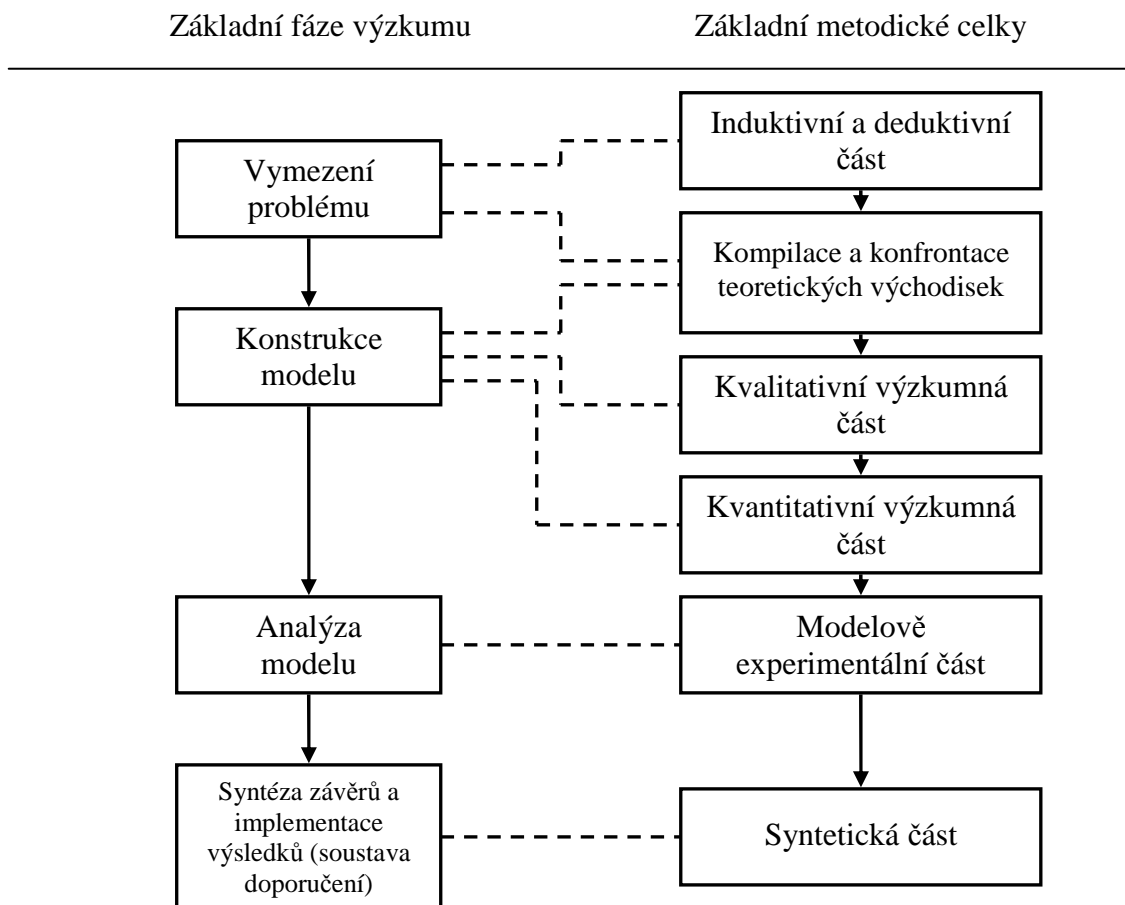 Základní fáze výzkumu
Základní metodické celky
Induktivní a deduktivní
část
Vymezení
problému
Kompilace a konfrontace
teoretických východisek
Konstrukce
modelu
Kvalitativní výzkumná
část
Kvantitativní výzkumná
část
Analýza
modelu
Modelově
experimentální část
Syntéza závěrů a
implementace
výsledků (soustava
doporučení)
Syntetická část